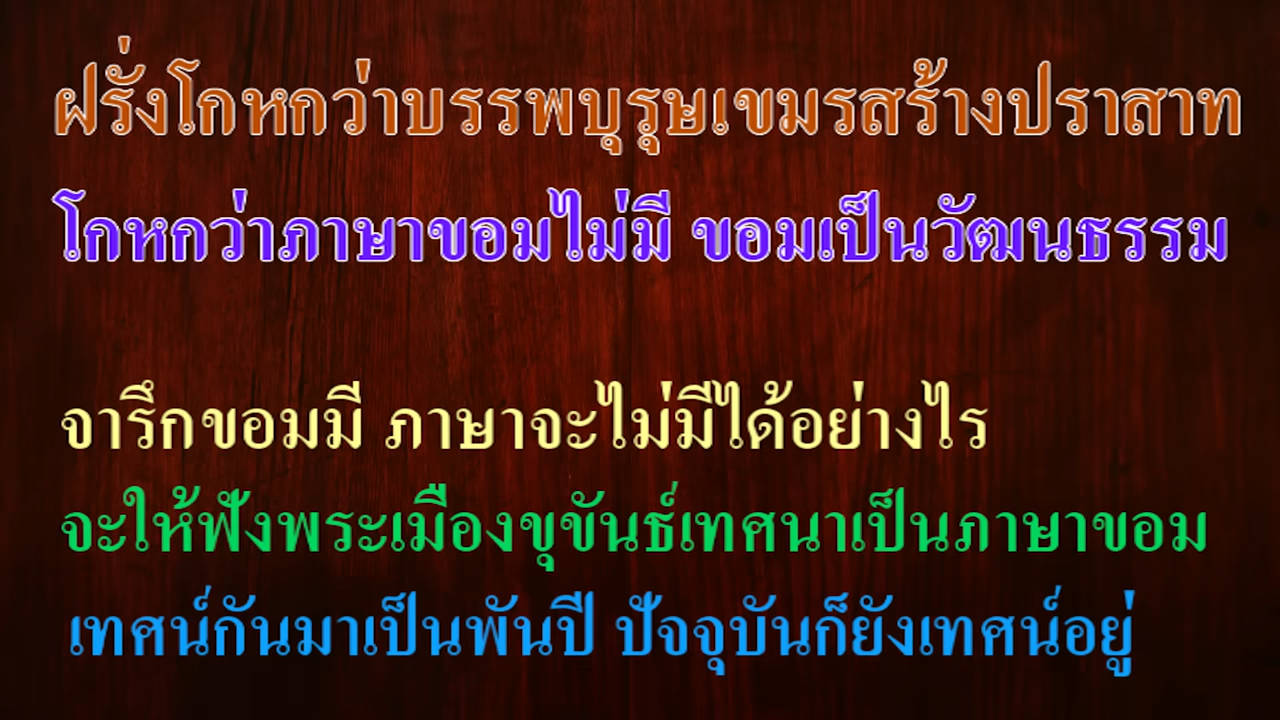 ฝรั่งโกหกว่าบรรพบุรุษเขมรสร้างปราสาท
โกหกว่าภาษาขอมไม่มี ขอมเป็นวัฒนธรรม
จารึกขอมมี ภาษาจะไม่มีได้อย่างไร
จะให้ฟังพระเมืองขุขันธ์เทศนาเป็นภาษาขอม
เทศน์กันมาเป็นพันปี ปัจจุบันก็ยังเทศน์อยู่